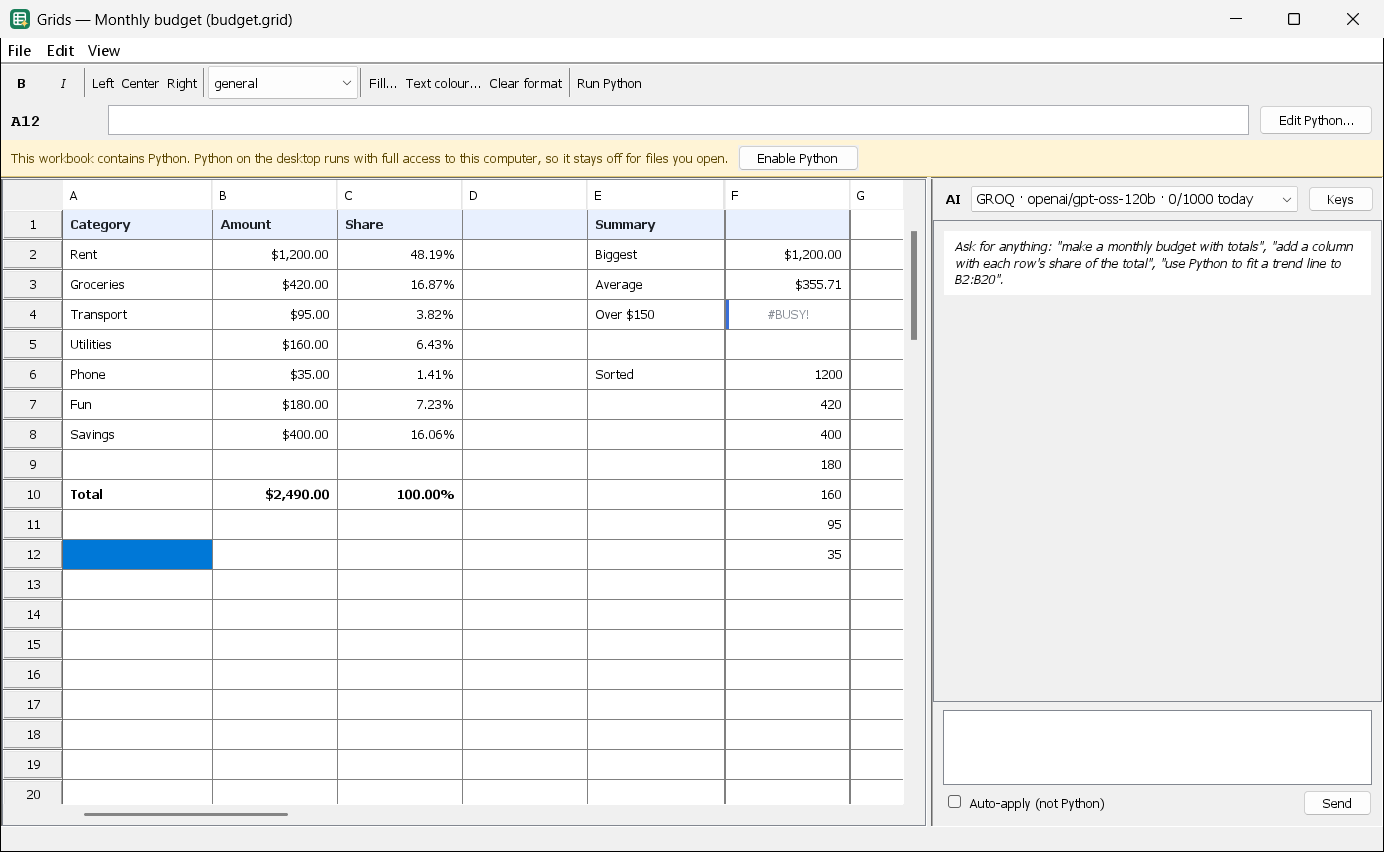 Grids — Monthly budget (budget.grid)
File Edit View
B I Left Center Right general Fill... Text colour... Clear format Run Python
A12 Edit Python...
This workbook contains Python. Python on the desktop runs with full access to this computer, so it stays off for files you open. Enable Python
A B C D E F G
1 Category Amount Share Summary
2 Rent $1,200.00 48.19% Biggest $1,200.00
3 Groceries $420.00 16.87% Average $355.71
4 Transport $95.00 3.82% Over $150 #BUSY!
5 Utilities $160.00 6.43%
6 Phone $35.00 1.41% Sorted 1200
7 Fun $180.00 7.23% 420
8 Savings $400.00 16.06% 400
9 180
10 Total $2,490.00 100.00% 160
11 95
12 35
13
14
15
16
17
18
19
20
AI GROQ · openai/gpt-oss-120b · 0/1000 today Keys
Ask for anything: "make a monthly budget with totals", "add a column
with each row's share of the total", "use Python to fit a trend line to
B2:B20".
Auto-apply (not Python) Send